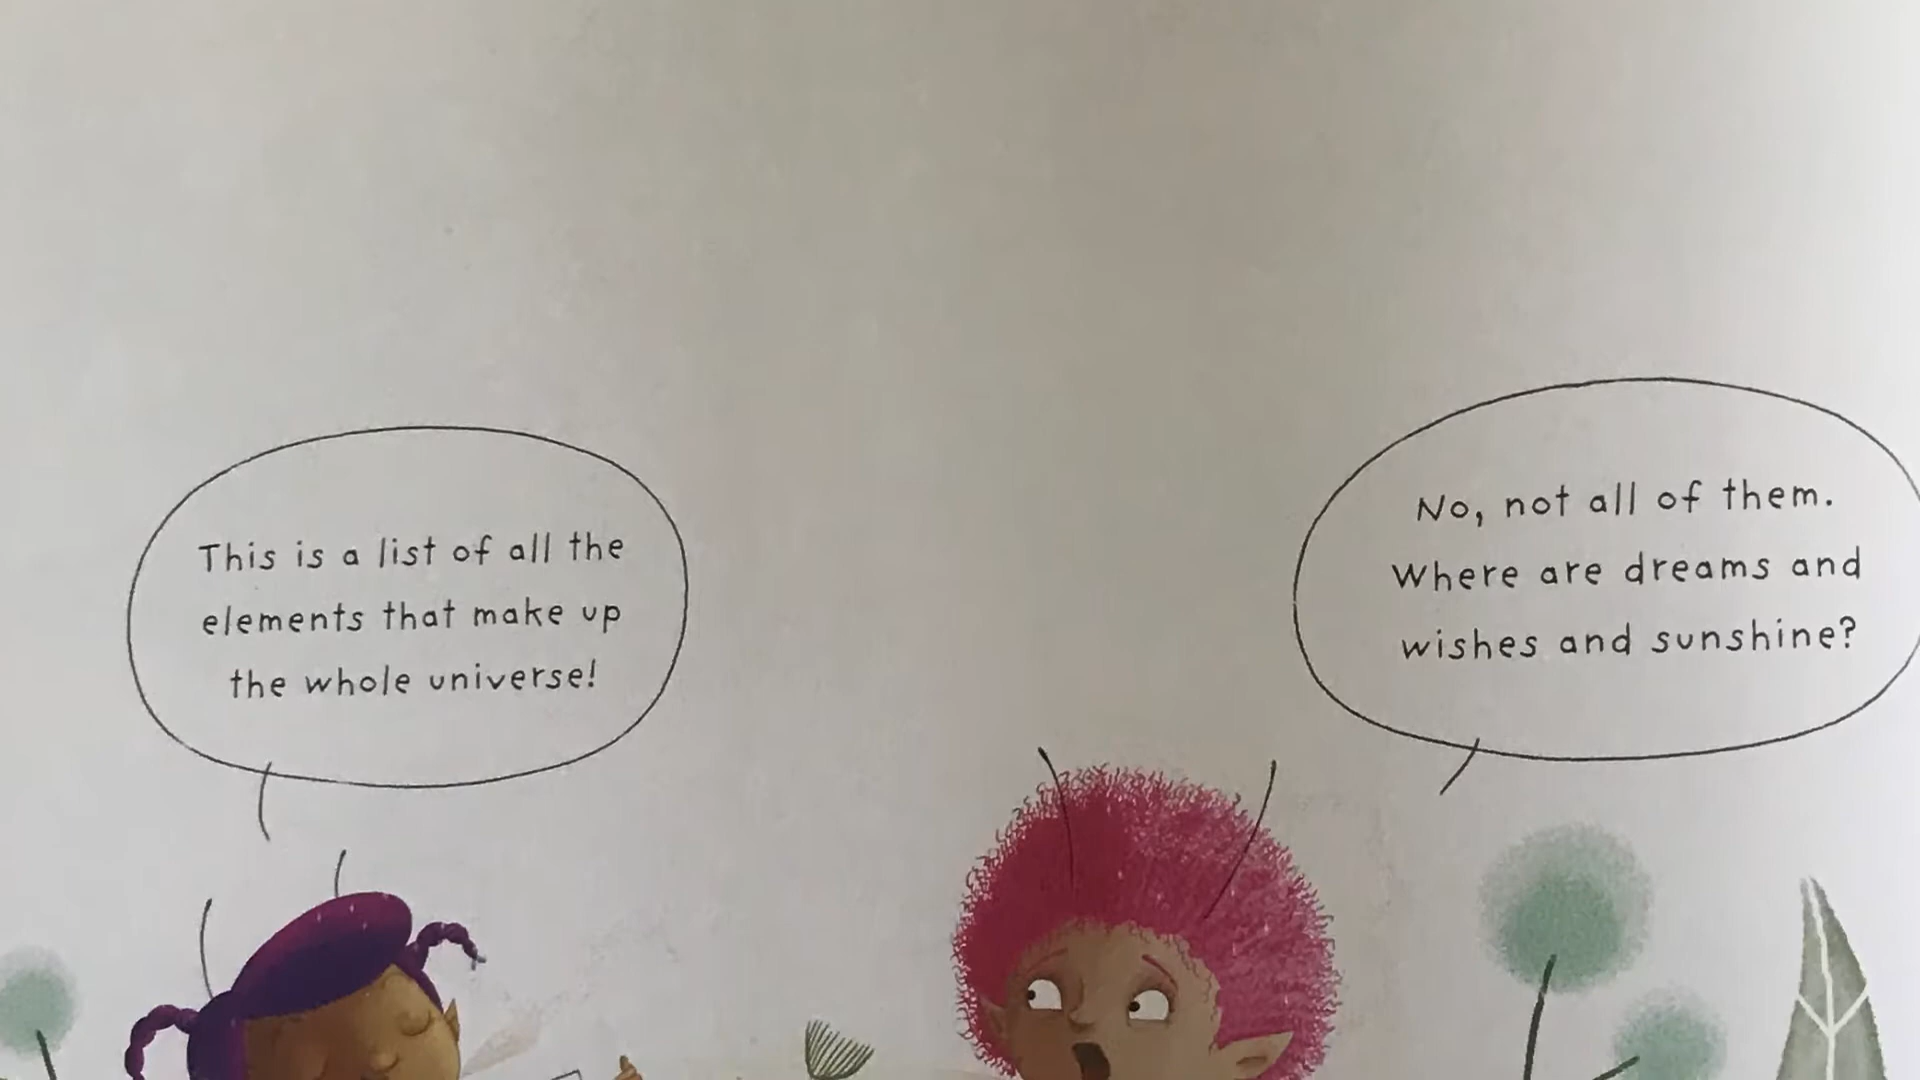 This is a list of all the
elements that make up
the whole universe!
No, not all of them.
Where are dreams and
wishes and sunshine?